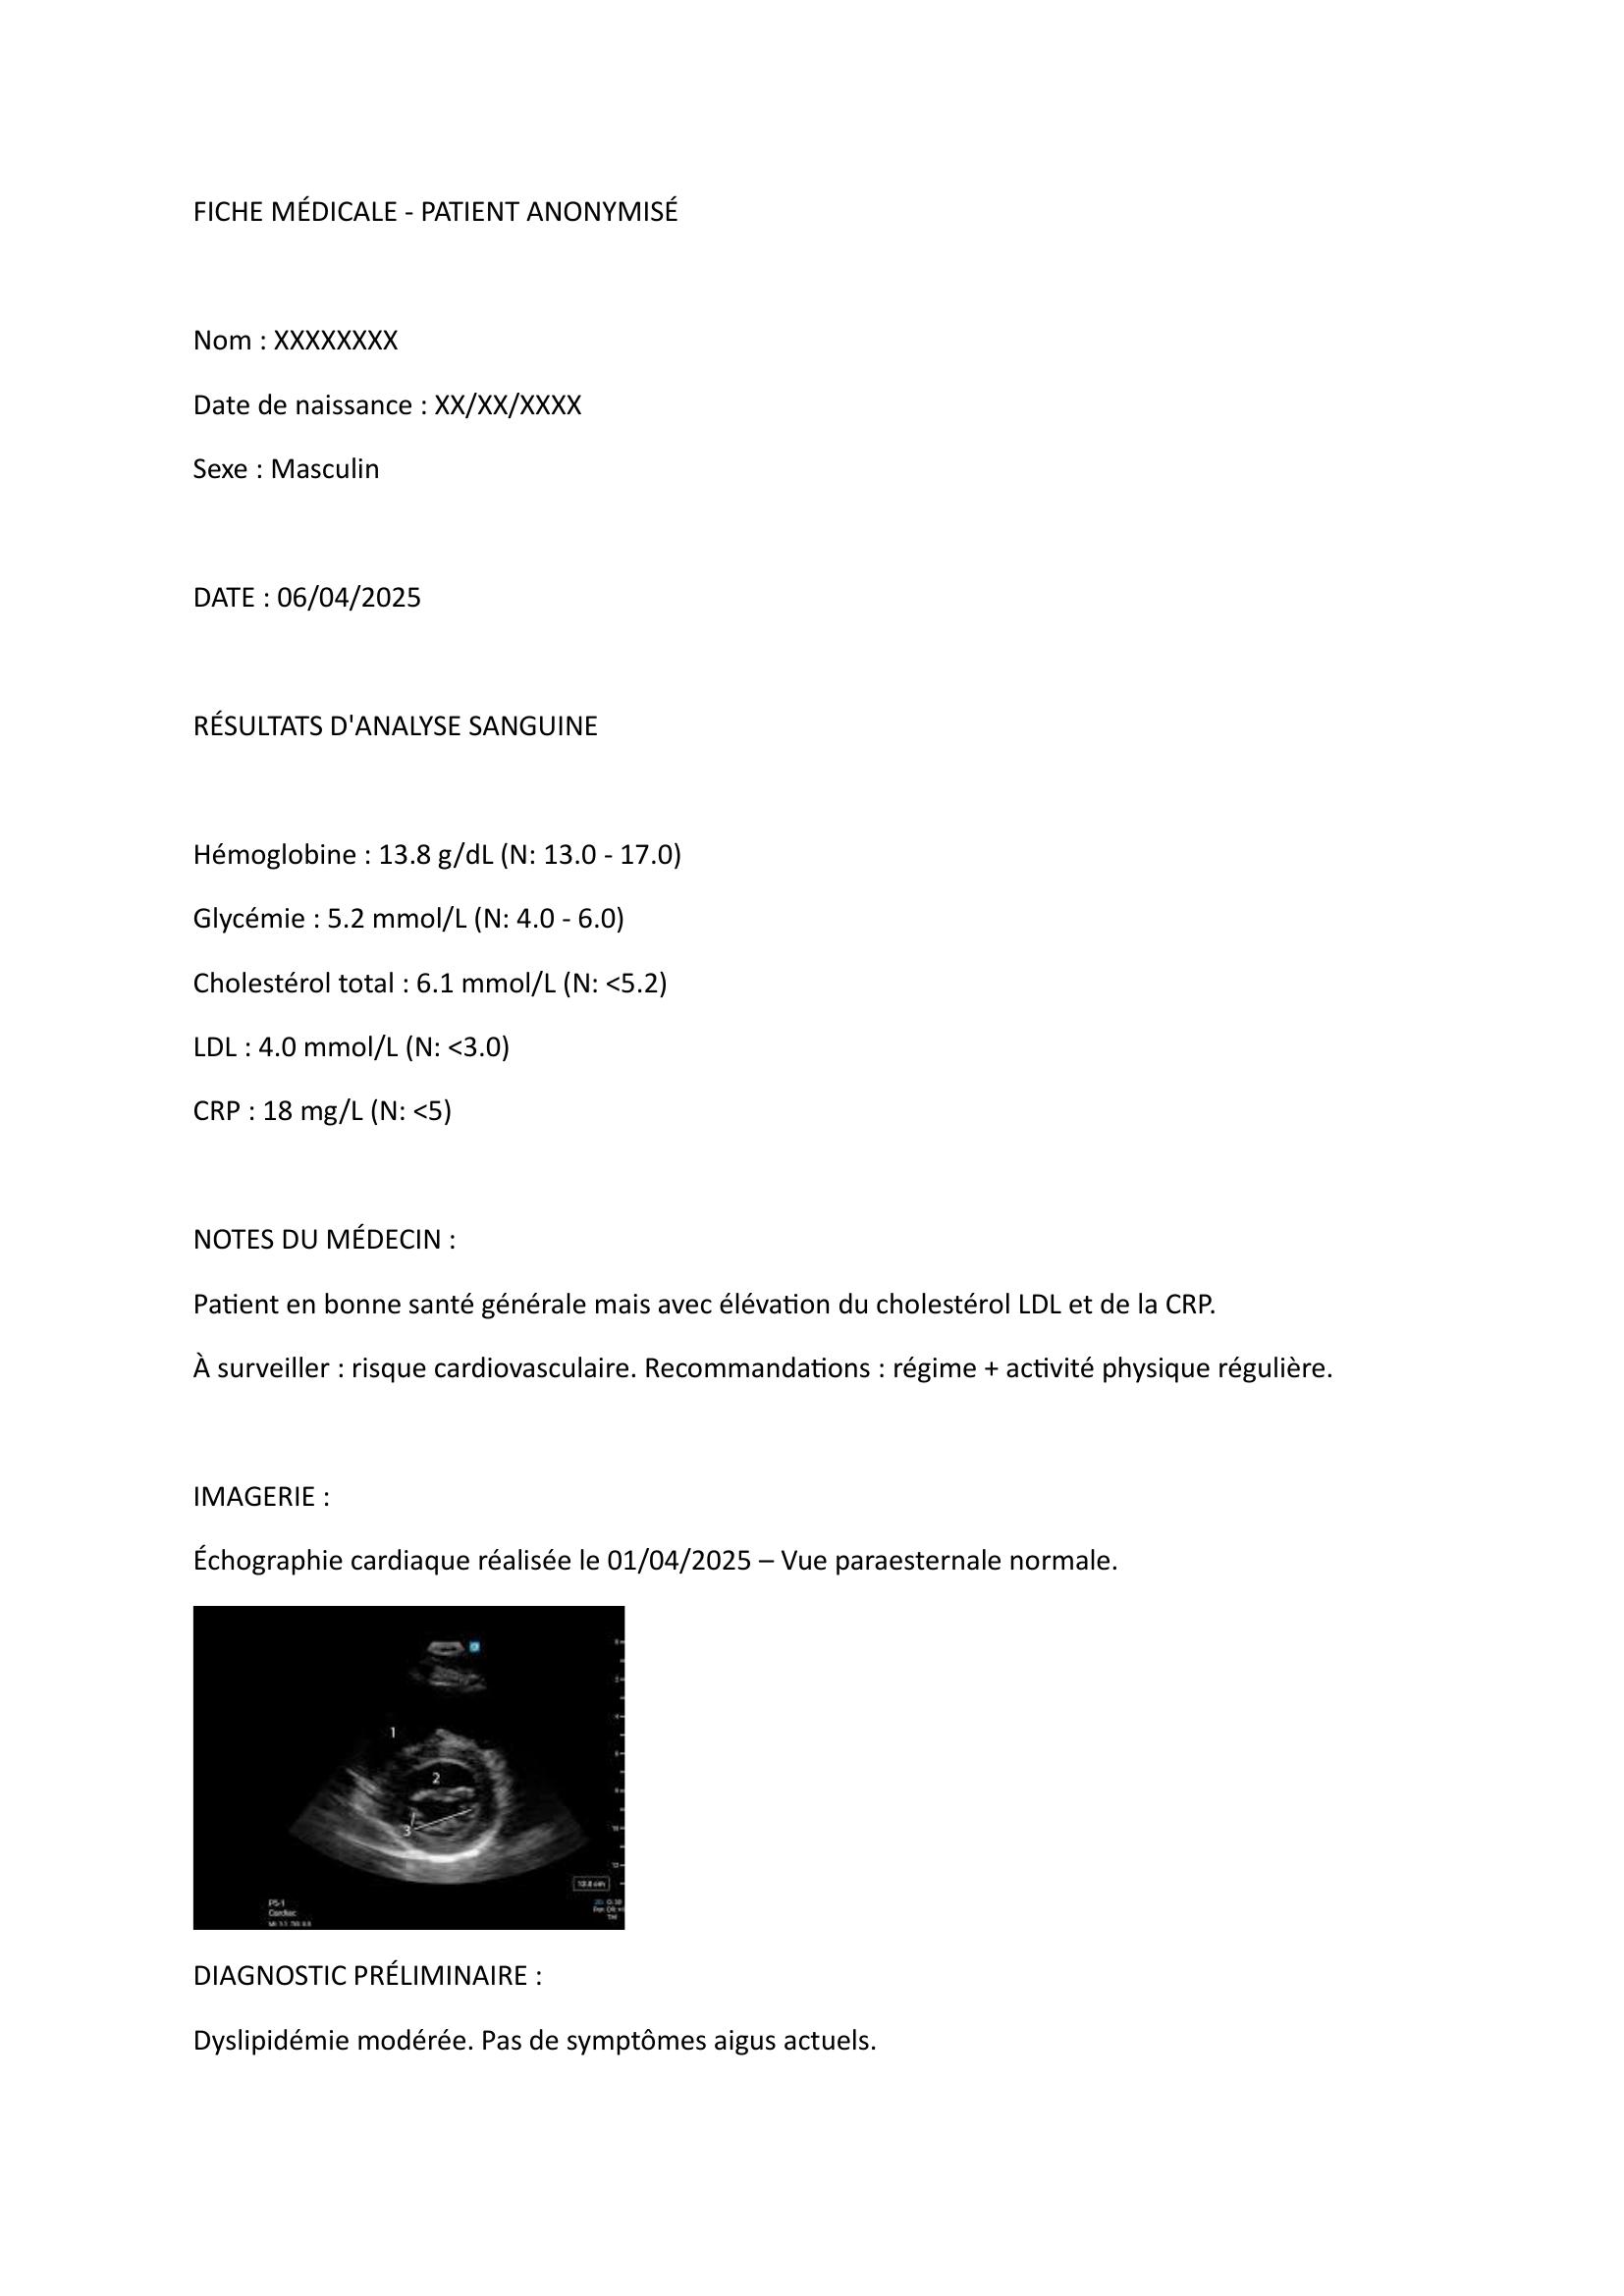 FICHE MÉDICALE - PATIENT ANONYMISÉ
Nom : XXXXXXXX
Date de naissance : XX/XX/XXXX
Sexe : Masculin
DATE : 06/04/2025
RÉSULTATS D'ANALYSE SANGUINE
Hémoglobine : 13.8 g/dL (N: 13.0 - 17.0)
Glycémie : 5.2 mmol/L (N: 4.0 - 6.0)
Cholestérol total : 6.1 mmol/L (N: <5.2)
LDL : 4.0 mmol/L (N: <3.0)
CRP : 18 mg/L (N: <5)
NOTES DU MÉDECIN :
Patient en bonne santé générale mais avec élévation du cholestérol LDL et de la CRP.
À surveiller : risque cardiovasculaire. Recommandations : régime + activité physique régulière.
IMAGERIE :
Échographie cardiaque réalisée le 01/04/2025 – Vue paraesternale normale.
1
2
3
Cardiac
DIAGNOSTIC PRÉLIMINAIRE :
Dyslipidémie modérée. Pas de symptômes aigus actuels.